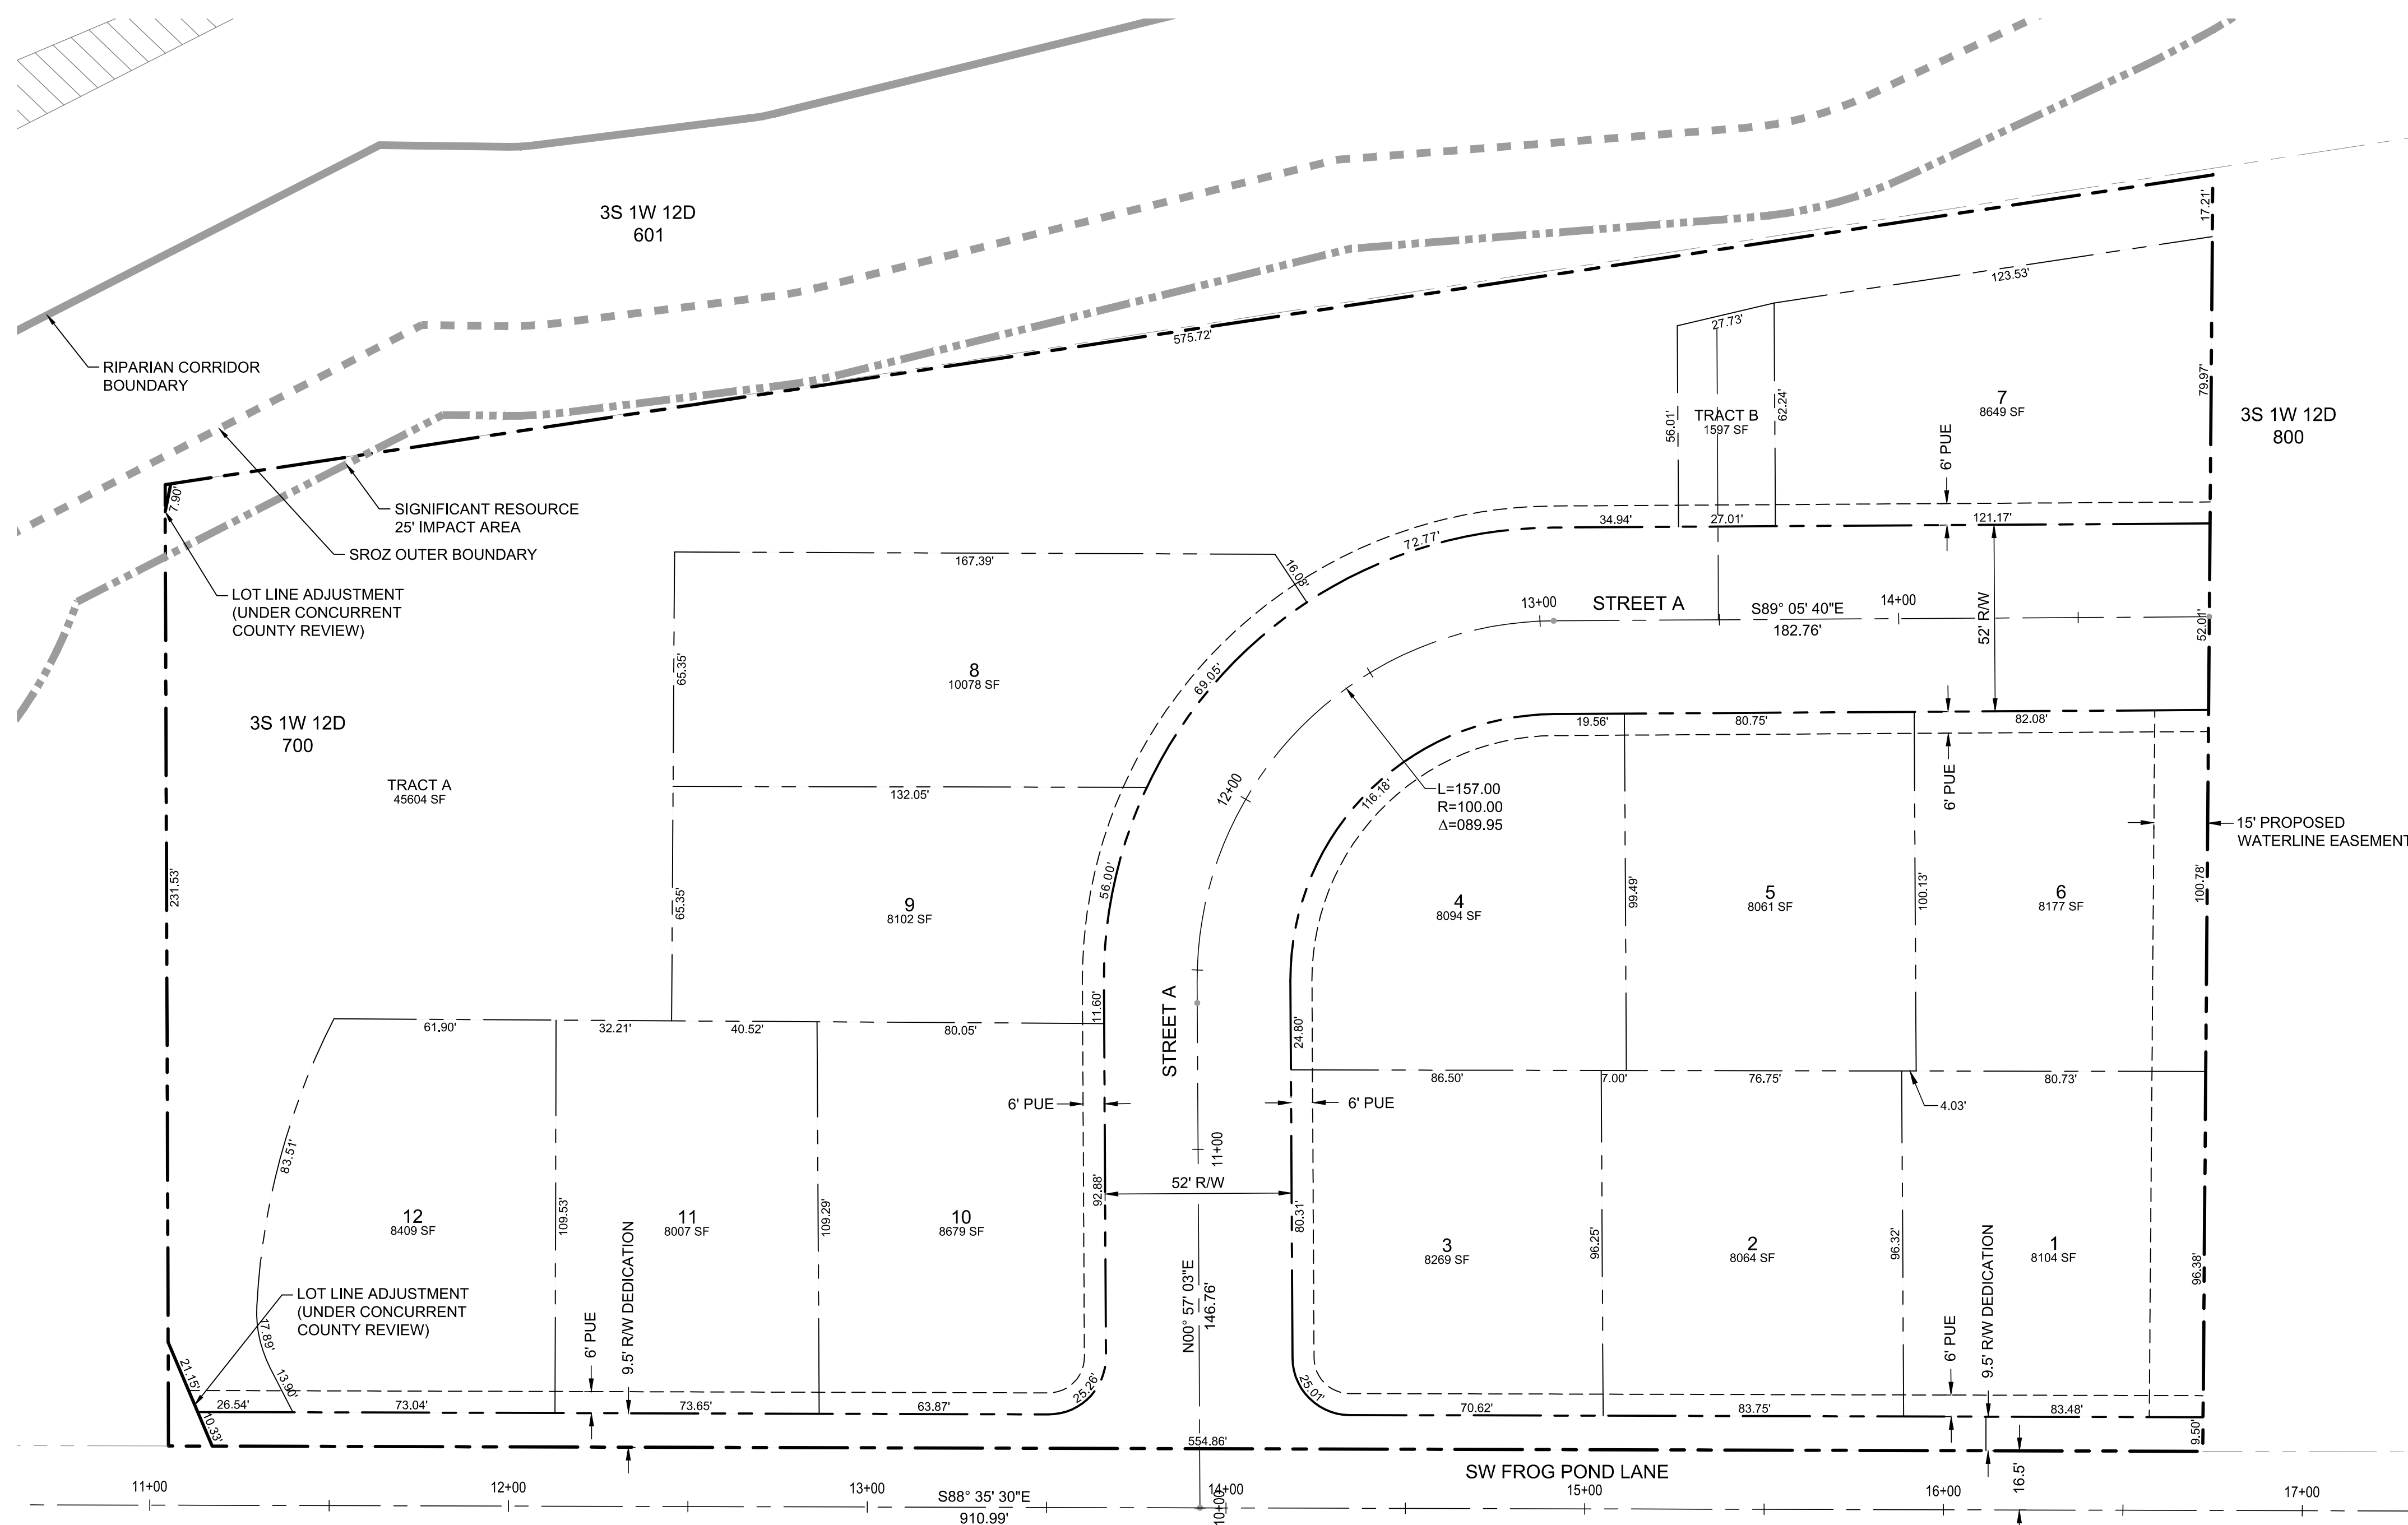 3S 1W 12D
601
17.21'
123.53'
27.73'
575.72'
RIPARIAN CORRIDOR
BOUNDARY
79.97'
7
8649 SF
62.24'
56.01'
TRACT B
1597 SF
3S 1W 12D
800
6' PUE
7.90'
SIGNIFICANT RESOURCE
25' IMPACT AREA
SROZ OUTER BOUNDARY
34.94'
27.01'
121.17'
72.77'
167.39'
16.08'
LOT LINE ADJUSTMENT
(UNDER CONCURRENT
COUNTY REVIEW)
13+00
STREET A
S89° 05' 40"E
182.76'
14+00
52' R/W
52.01'
65.35'
8
10078 SF
69.05'
3S 1W 12D
700
19.56'
80.75'
82.08'
TRACT A
45604 SF
132.05'
12+00
116.18'
L=157.00
R=100.00
Δ=089.95
6' PUE
15' PROPOSED
WATERLINE EASEMENT
231.53'
65.35'
9
8102 SF
56.00'
4
8094 SF
99.49'
5
8061 SF
100.13'
6
8177 SF
100.78'
11.60'
STREET A
24.80'
61.90'
32.21'
40.52'
80.05'
86.50'
7.00'
76.75'
80.73'
4.03'
6' PUE
6' PUE
83.51'
11+00
52' R/W
92.88'
80.31'
12
8409 SF
109.53'
11
8007 SF
109.29'
10
8679 SF
3
8269 SF
96.25'
2
8064 SF
96.32'
1
8104 SF
96.38'
LOT LINE ADJUSTMENT
(UNDER CONCURRENT
COUNTY REVIEW)
17.89'
6' PUE
9.5' R/W DEDICATION
N00° 57' 03"E
146.76'
6' PUE
9.5' R/W DEDICATION
21.15'
13.90'
25.26'
25.01'
26.54'
73.04'
73.65'
63.87'
70.62'
83.75'
83.48'
10.33'
9.50'
554.86'
SW FROG POND LANE
16.5'
11+00
12+00
13+00
14+00
15+00
16+00
17+00
S88° 35' 30"E
910.99'
10+00